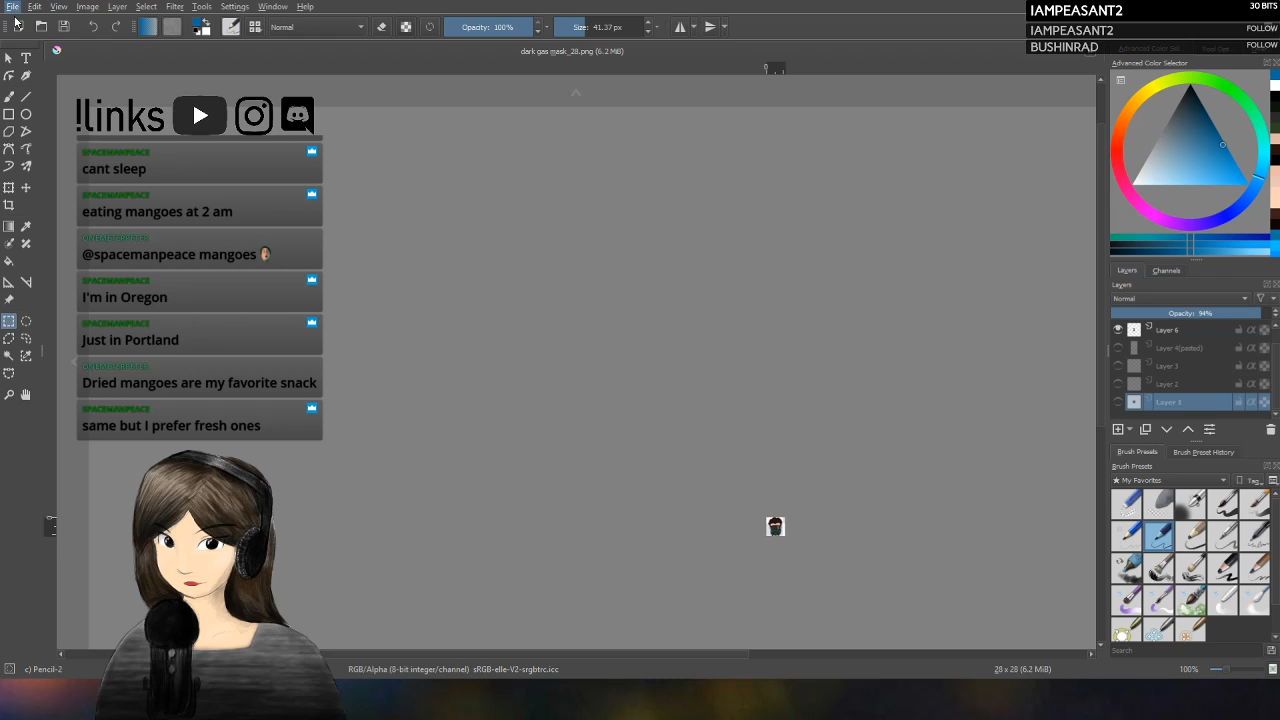 File Edit View Image Layer Select Filter Tools Settings Window Help
Normal
Opacity: 100%
Size: 41.37 px
dark gas mask_28.png (6.2 MiB)
IAMPEASANT2 30 BITS
IAMPEASANT2 FOLLOW
BUSHINRAD FOLLOW
Advanced Color Selector
!links
SPACEMANPEACE
cant sleep
SPACEMANPEACE
eating mangoes at 2 am
@spacemanpeace mangoes
SPACEMANPEACE
I'm in Oregon
SPACEMANPEACE
Just in Portland
Dried mangoes are my favorite snack
SPACEMANPEACE
same but I prefer fresh ones
Layers Channels
Layers
Normal
Opacity: 94%
Layer 6
Layer 4(pasted)
Layer 3
Layer 2
Brush Presets Brush Preset History
Brush Presets
My Favorites
Tag
Search
c) Pencil-2
RGB/Alpha (8-bit integer/channel) sRGB-elle-V2-srgbtrc.icc
28 x 28 (6.2 MiB)
100%